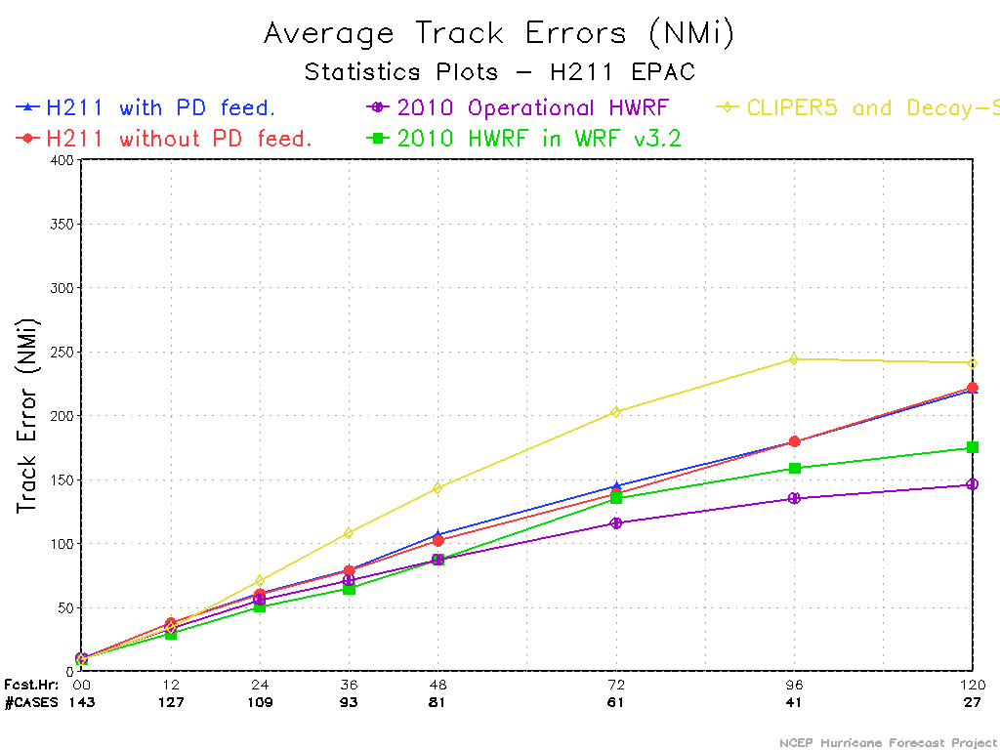 Average Track Errors (NMi)
Statistics Plots − H211 EPAC
H211 with PD feed. 2010 Operational HWRF CLIPER5 and Decay−S
H211 without PD feed. 2010 HWRF in WRF v3.2
400
350
300
250
200
150
100
50
0
Track Error (NMi)
Fcst.Hr: 00 12 24 36 48 72 96 120
#CASES 143 127 109 93 81 61 41 27
NCEP Hurricane Forecast Project